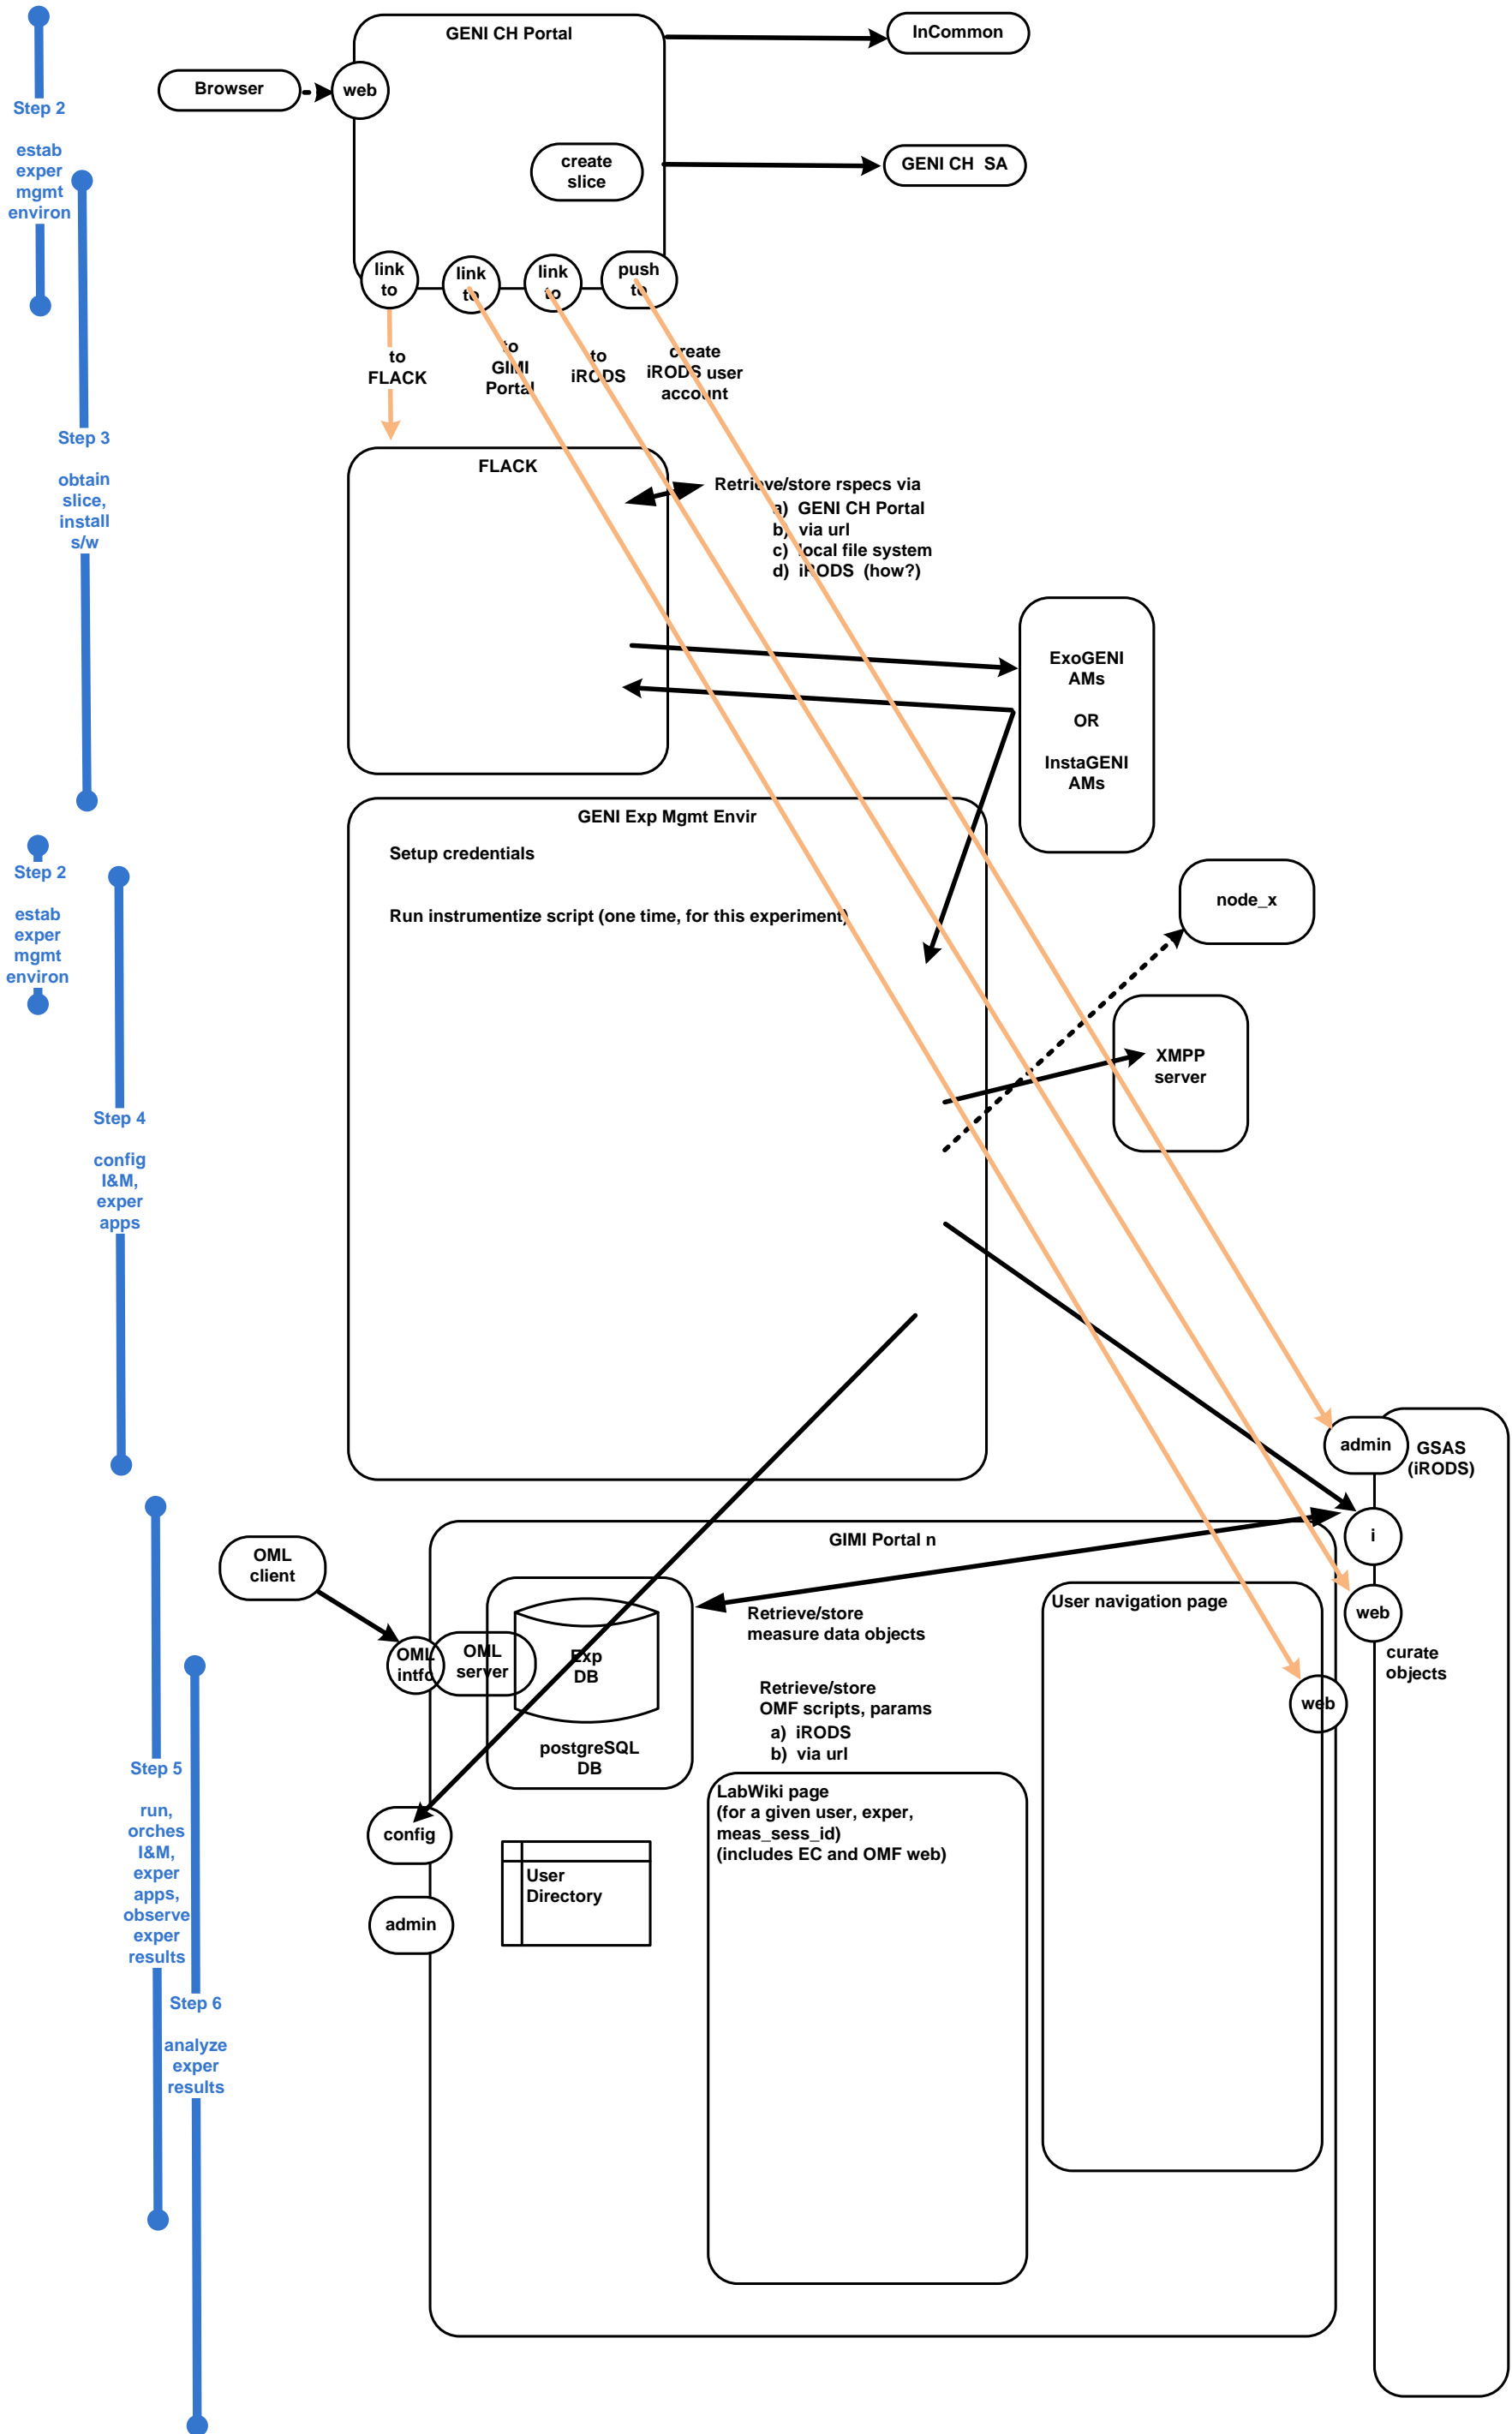 GENI CH Portal
InCommon
Browser
web
Step 2
estab
exper
mgmt
environ
create
slice
GENI CH  SA
link
to
link
to
link
to
push
to
to
FLACK
to
GIMI
Portal
to
iRODS
create
iRODS user
account
Step 3
obtain
slice,
install
s/w
FLACK
Retrieve/store rspecs via
a)  GENI CH Portal
b)  via url
c)  local file system
d)  iRODS  (how?)
ExoGENI
AMs
OR
InstaGENI
AMs
GENI Exp Mgmt Envir
Setup credentials
Run instrumentize script (one time, for this experiment)
Step 2
estab
exper
mgmt
environ
node_x
XMPP
server
Step 4
config
I&M,
exper
apps
admin
GSAS
(iRODS)
i
web
curate
objects
GIMI Portal n
OML
client
OML
intfc
OML
server
Exp
DB
postgreSQL
DB
Retrieve/store
measure data objects
Retrieve/store
OMF scripts, params
a)  iRODS
b)  via url
User navigation page
web
LabWiki page
(for a given user, exper,
meas_sess_id)
(includes EC and OMF web)
config
User
Directory
admin
Step 5
run,
orches
I&M,
exper
apps,
observe
exper
results
Step 6
analyze
exper
results